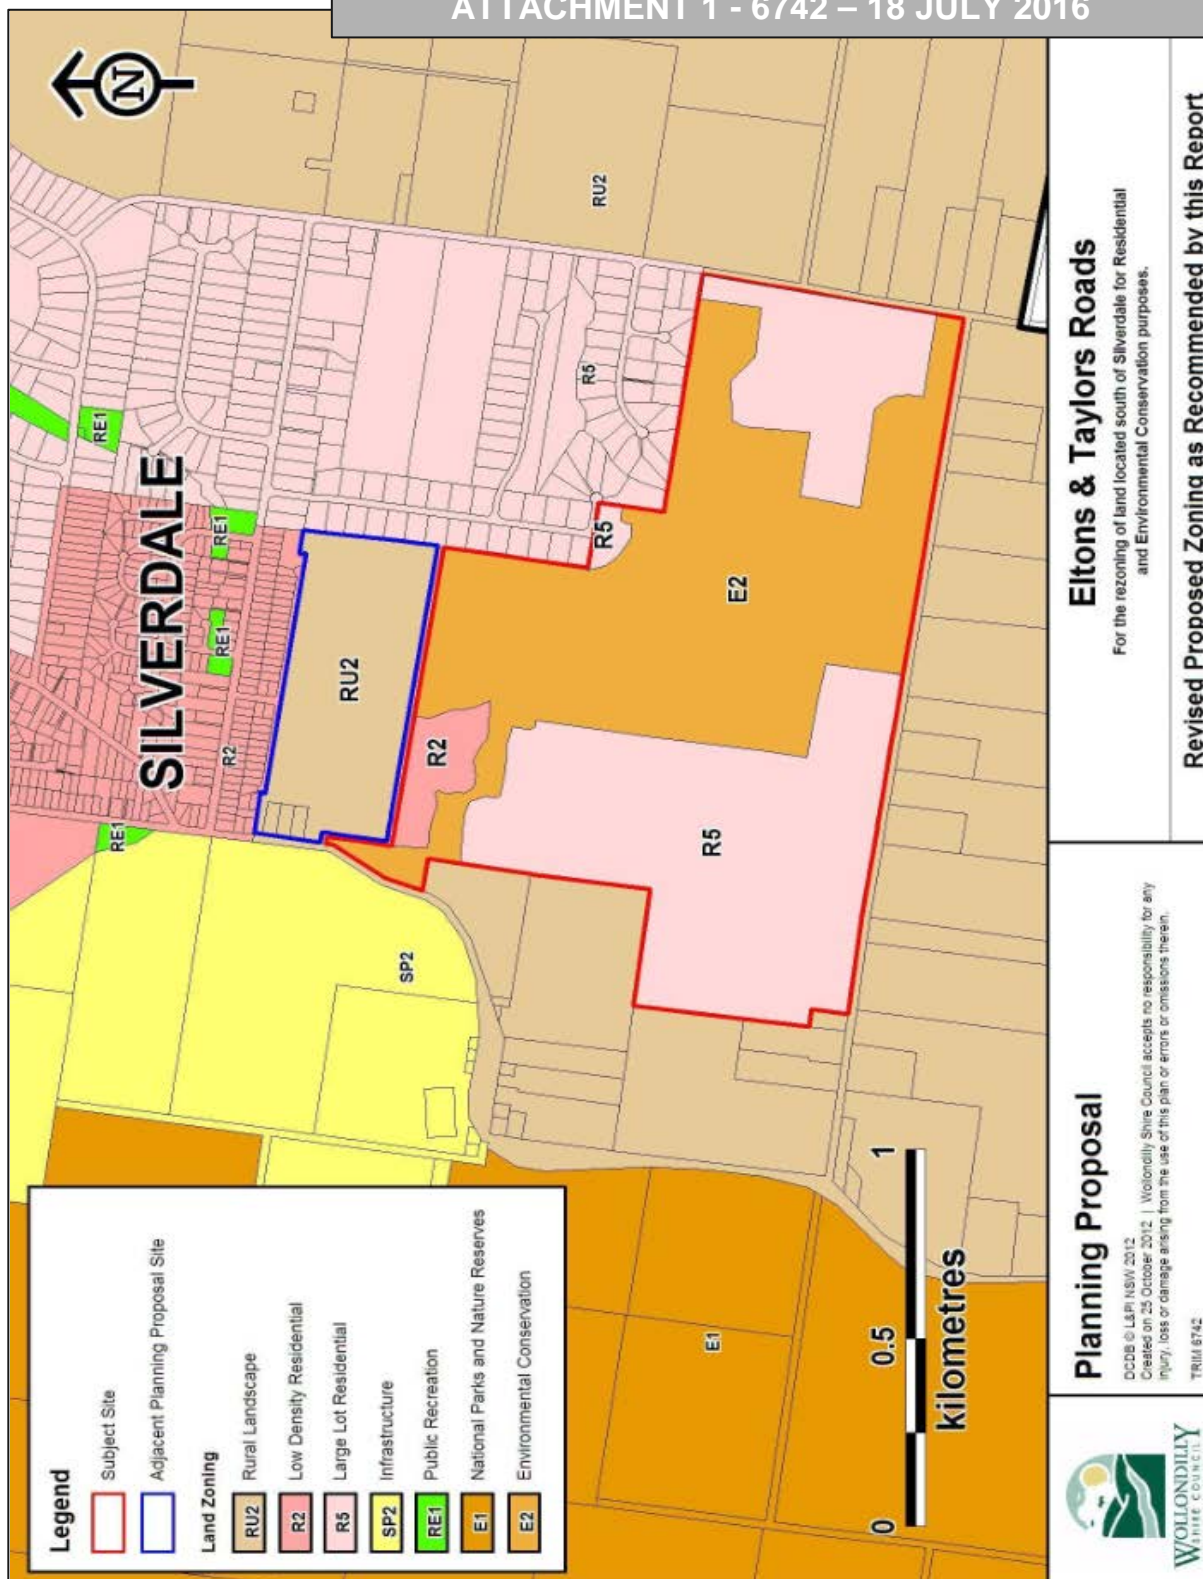 ATTACHMENT 1 - 6742 – 18 JULY 2016
N
SILVERDALE
RE1
RE1
RE1
RE1
R2
RU2
RU2
R5
R5
R2
E2
R5
SP2
E1
Legend
Subject Site
Adjacent Planning Proposal Site
Land Zoning
RU2 Rural Landscape
R2 Low Density Residential
R5 Large Lot Residential
SP2 Infrastructure
RE1 Public Recreation
E1 National Parks and Nature Reserves
E2 Environmental Conservation
0 0.5 1
kilometres
WOLLONDILLY
SHIRE COUNCIL
Planning Proposal
DCDB © L&PI NSW 2012
Created on 25 October 2012 | Wollondilly Shire Council accepts no responsibility for any
injury, loss or damage arising from the use of this plan or errors or omissions therein.
TRIM 6742
Eltons & Taylors Roads
For the rezoning of land located south of Silverdale for Residential
and Environmental Conservation purposes.
Revised Proposed Zoning as Recommended by this Report